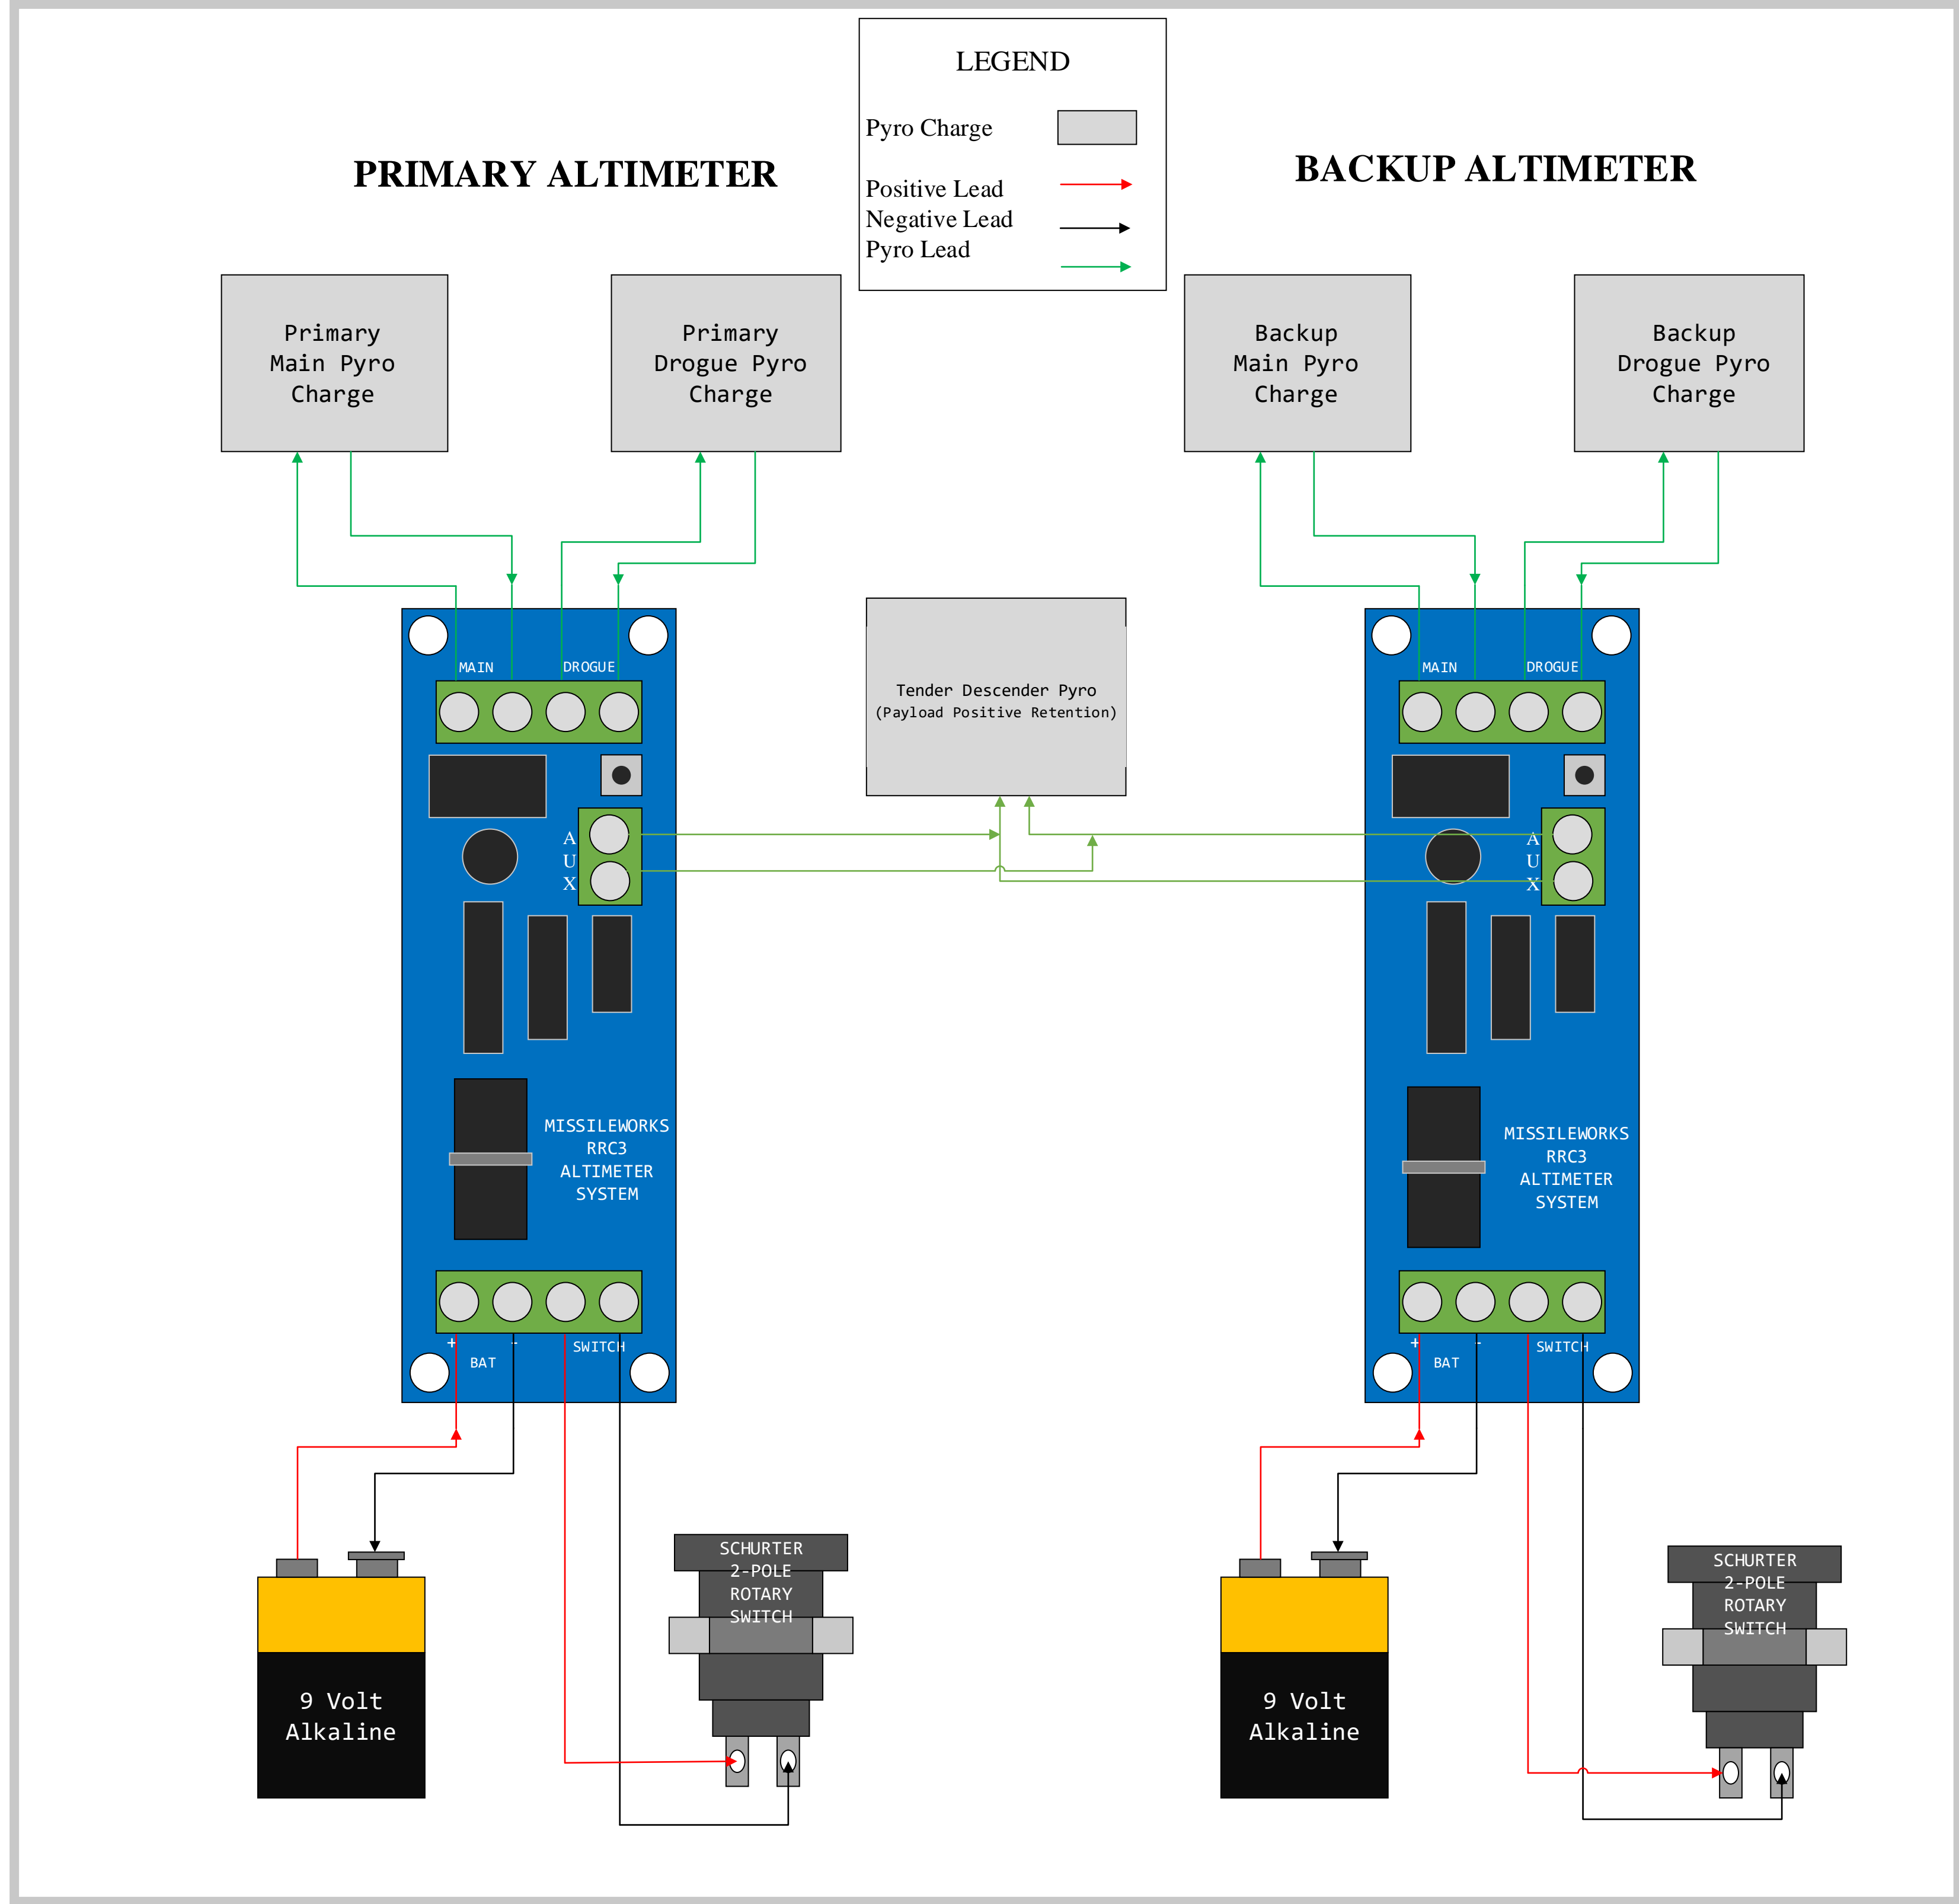 LEGEND
Pyro Charge
Positive Lead
Negative Lead
Pyro Lead
PRIMARY ALTIMETER
BACKUP ALTIMETER
Primary
Main Pyro
Charge
Primary
Drogue Pyro
Charge
Backup
Main Pyro
Charge
Backup
Drogue Pyro
Charge
Tender Descender Pyro
(Payload Positive Retention)
MAIN DROGUE
A
U
X
MISSILEWORKS
RRC3
ALTIMETER
SYSTEM
+ - SWITCH
BAT
MAIN DROGUE
A
U
X
MISSILEWORKS
RRC3
ALTIMETER
SYSTEM
+ - SWITCH
BAT
9 Volt
Alkaline
SCHURTER
2-POLE
ROTARY
SWITCH
9 Volt
Alkaline
SCHURTER
2-POLE
ROTARY
SWITCH